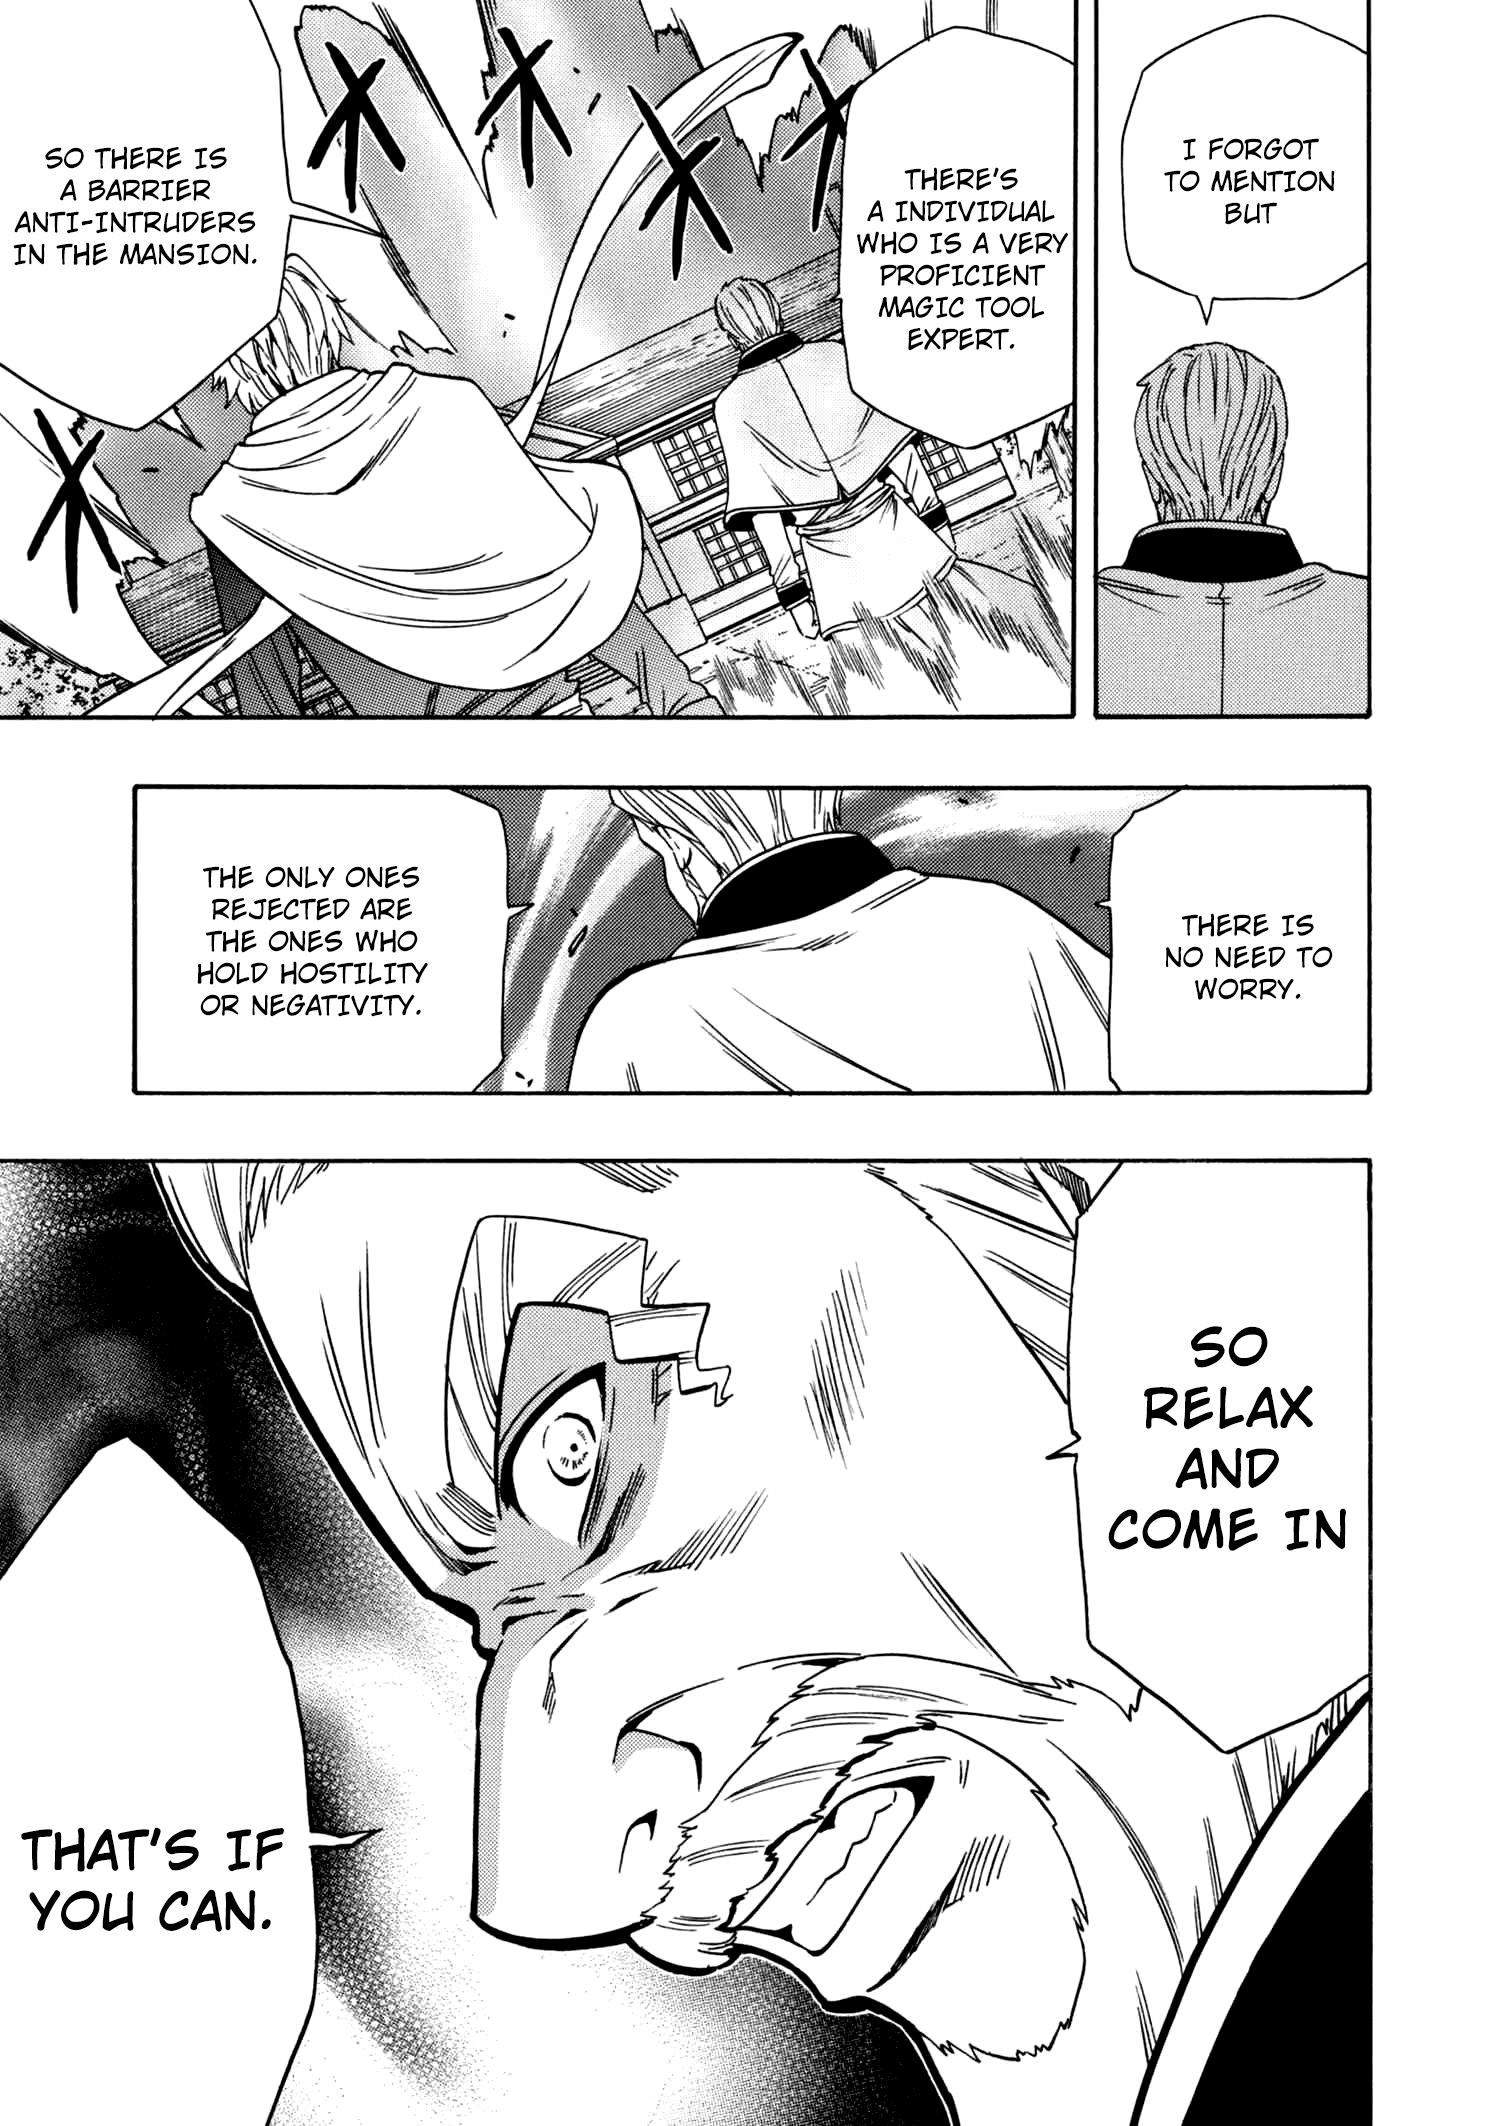 I FORGOT
TO MENTION
BUT
THERE'S
A INDIVIDUAL
WHO IS A VERY
PROFICIENT
MAGIC TOOL
EXPERT.
SO THERE IS
A BARRIER
ANTI-INTRUDERS
IN THE MANSION.
THERE IS
NO NEED TO
WORRY.
THE ONLY ONES
REJECTED ARE
THE ONES WHO
HOLD HOSTILITY
OR NEGATIVITY.
SO
RELAX
AND
COME IN
THAT'S IF
YOU CAN.